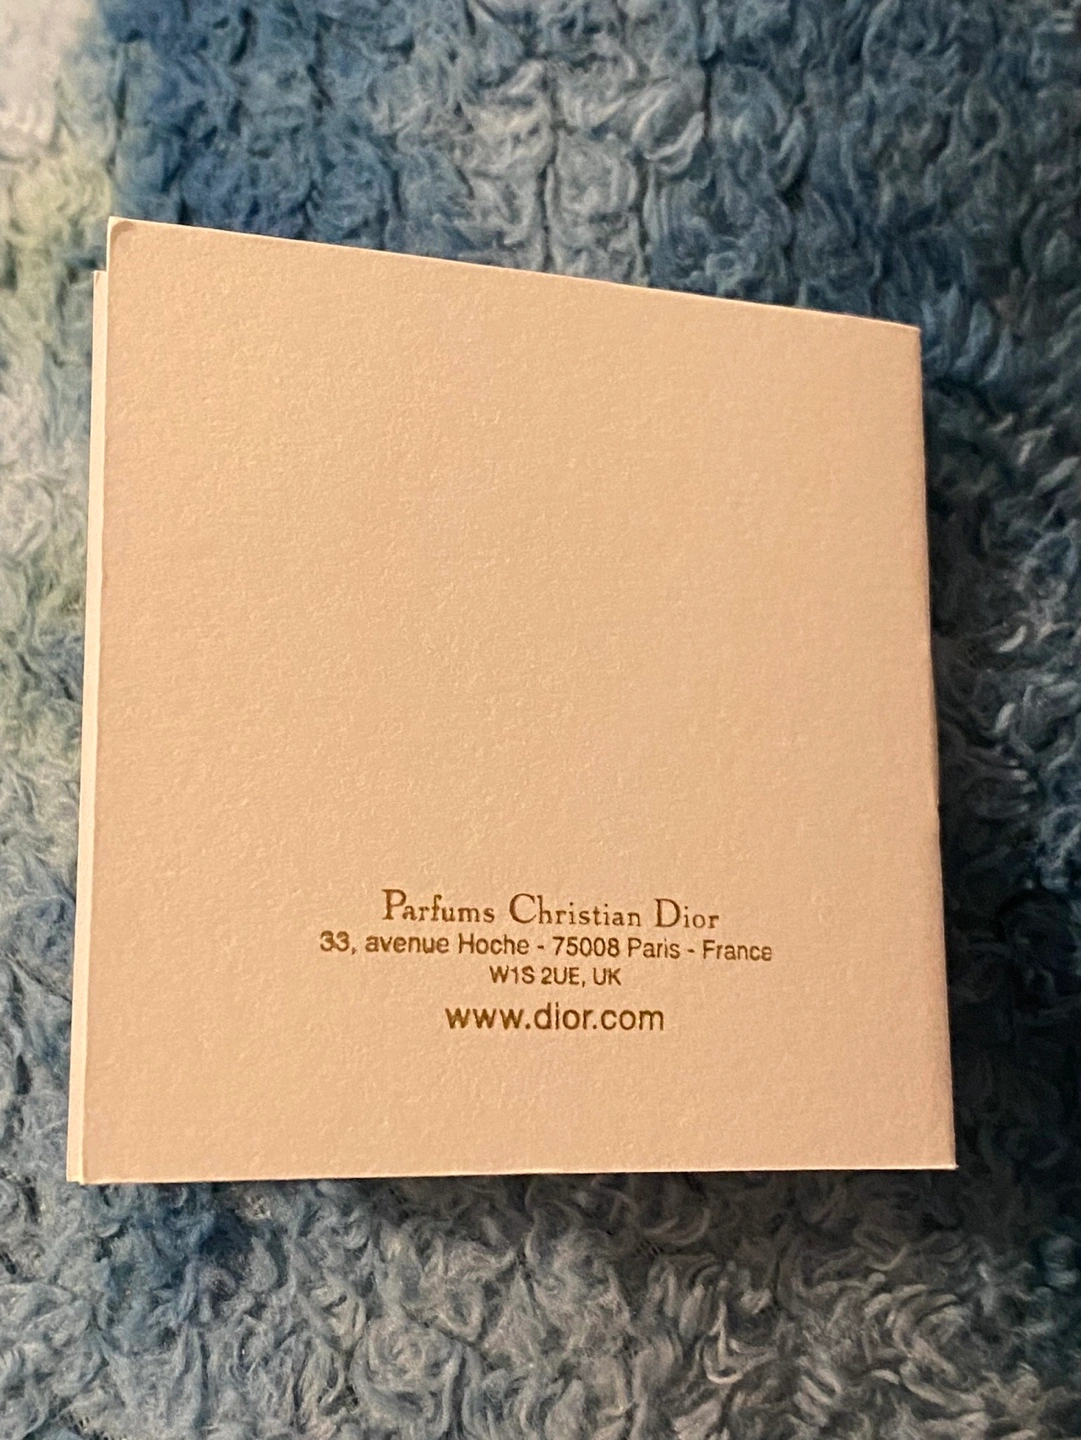 Parfums Christian Dior
33, avenue Hoche - 75008 Paris - France
W1S 2UE, UK
www.dior.com